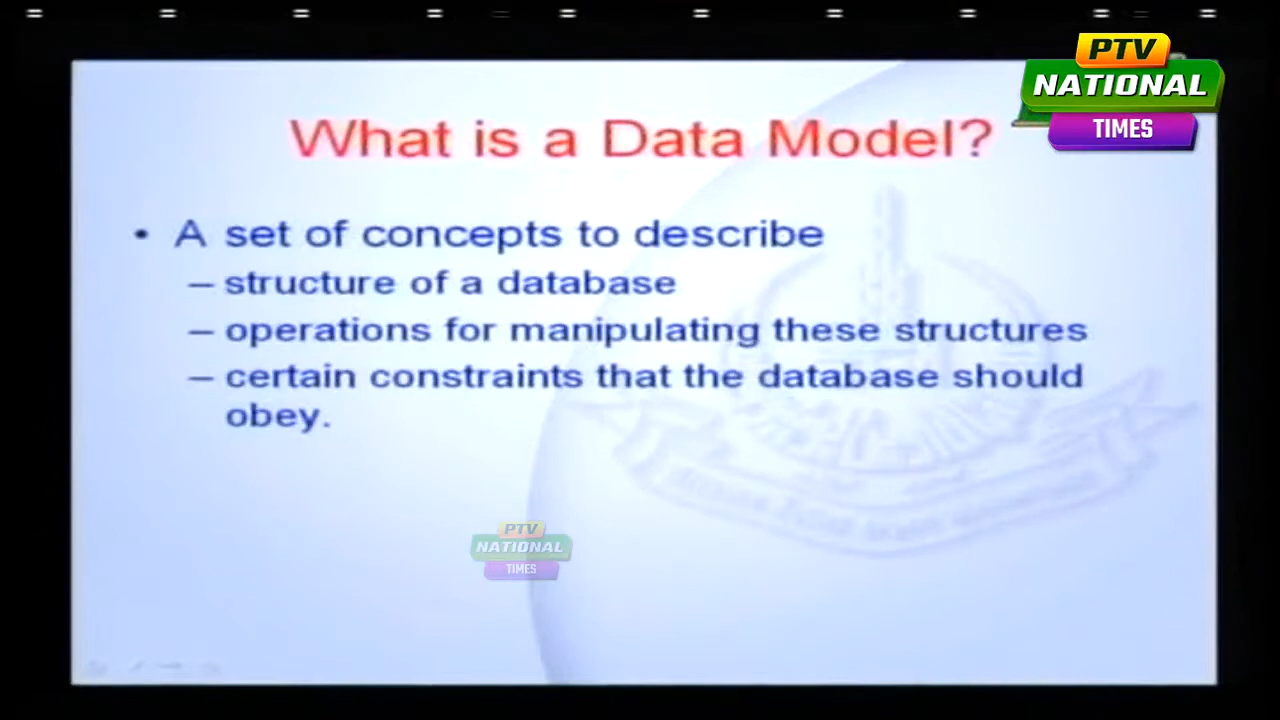 PTV
NATIONAL
TIMES
What is a Data Model?
• A set of concepts to describe
– structure of a database
– operations for manipulating these structures
– certain constraints that the database should
obey.
PTV
NATIONAL
TIMES